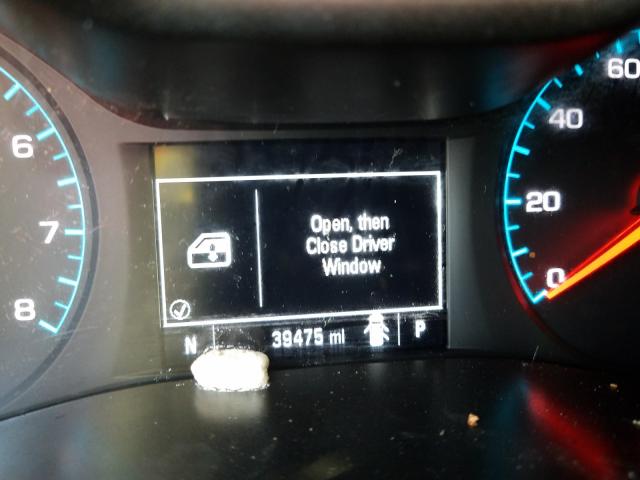 6
7
8
Open, then
Close Driver
Window
N
39475 mi
P
60
40
20
0